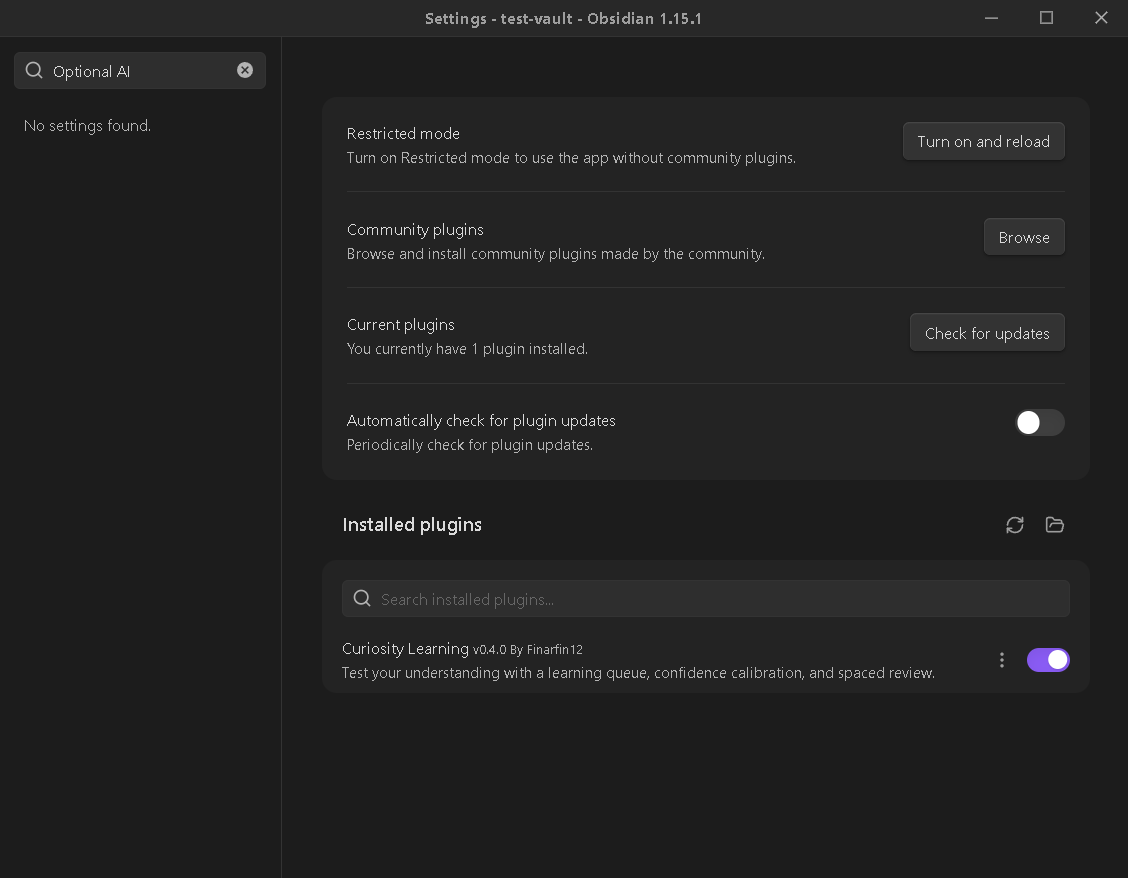 Settings - test-vault - Obsidian 1.15.1
Optional AI
No settings found.
Restricted mode
Turn on Restricted mode to use the app without community plugins.
Turn on and reload
Community plugins
Browse and install community plugins made by the community.
Browse
Current plugins
You currently have 1 plugin installed.
Check for updates
Automatically check for plugin updates
Periodically check for plugin updates.
Installed plugins
Search installed plugins...
Curiosity Learning v0.4.0 By Finarfin12
Test your understanding with a learning queue, confidence calibration, and spaced review.